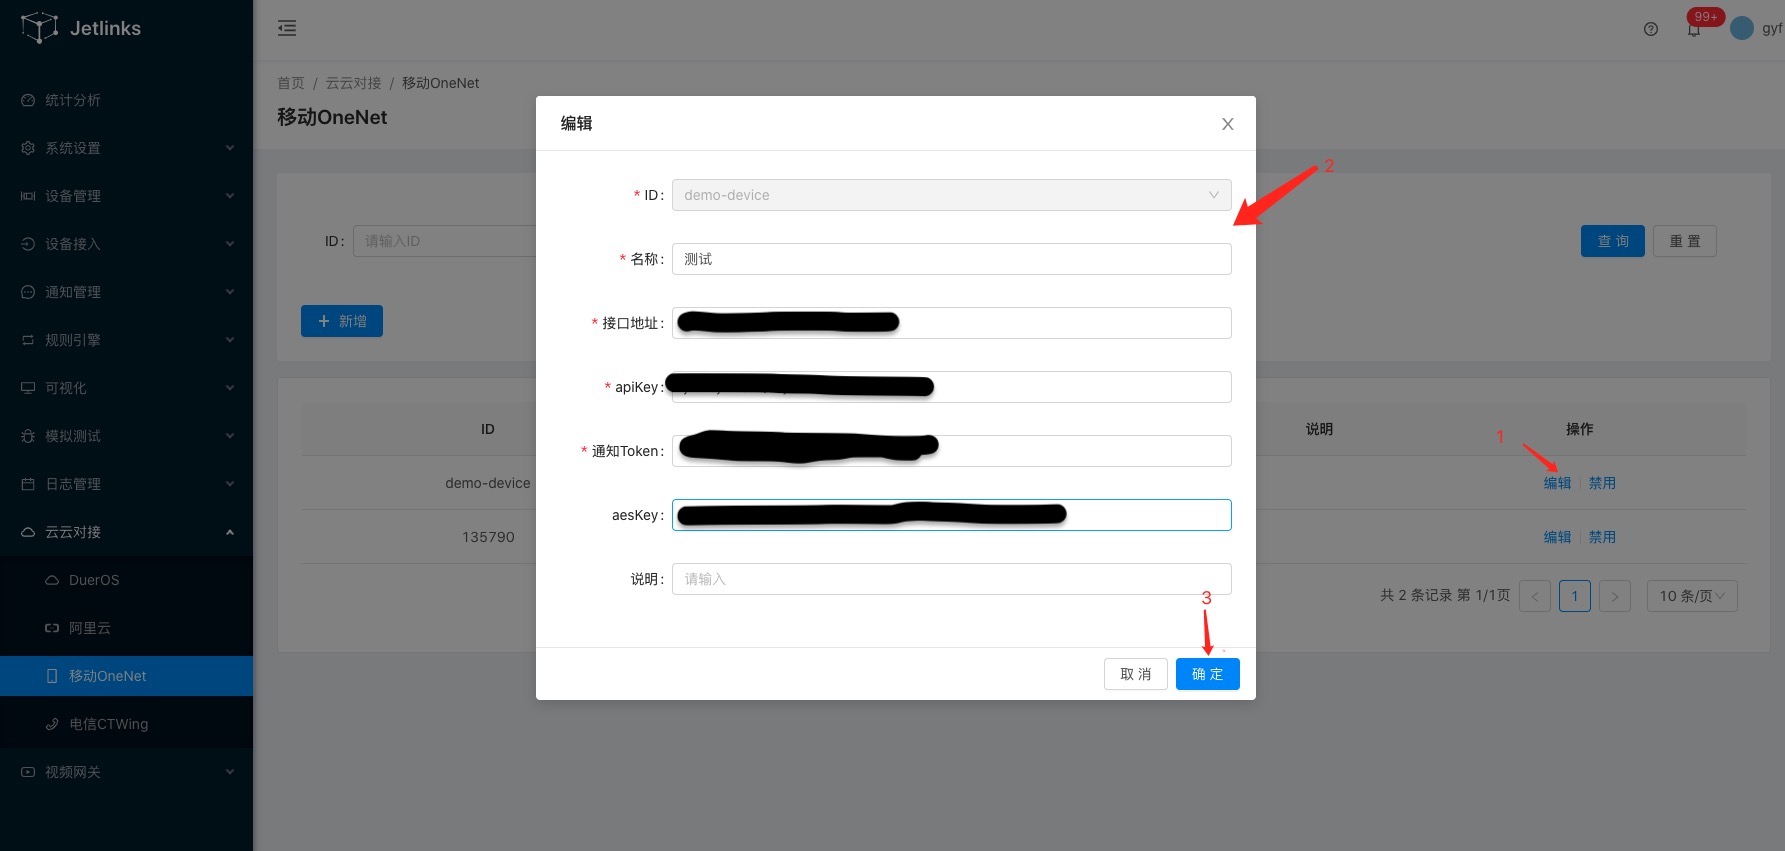 Jetlinks
99+
gyf
统计分析
系统设置
设备管理
设备接入
通知管理
规则引擎
可视化
模拟测试
日志管理
云云对接
DuerOS
阿里云
移动OneNet
电信CTWing
视频网关
首页 / 云云对接 / 移动OneNet
移动OneNet
ID: 请输入ID
查 询 重 置
+ 新增
ID 说明 操作
demo-device 编辑 禁用
135790 编辑 禁用
共 2 条记录 第 1/1页 < 1 > 10 条/页
编辑
* ID: demo-device
* 名称: 测试
* 接口地址:
* apiKey:
* 通知Token:
aesKey:
说明: 请输入
取 消 确 定
1
2
3